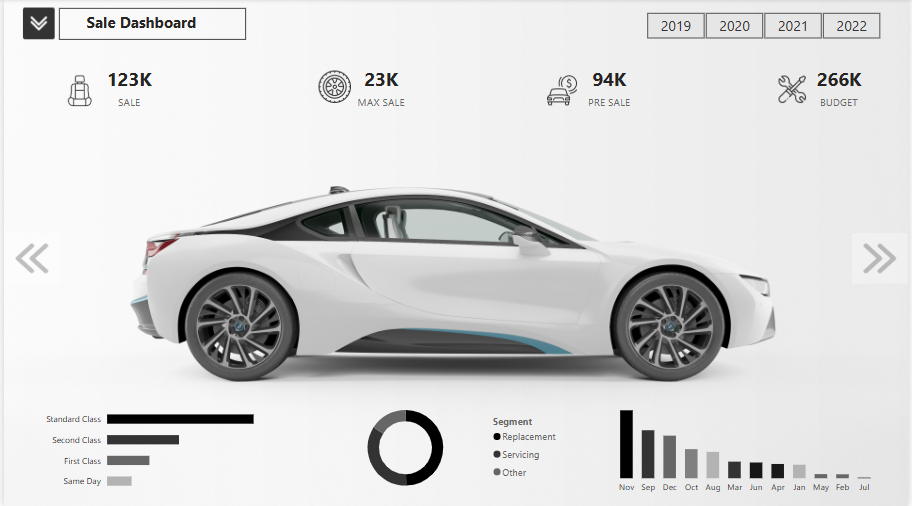 Sale Dashboard
2019 2020 2021 2022
123K
SALE
23K
MAX SALE
94K
PRE SALE
266K
BUDGET
Standard Class
Second Class
First Class
Same Day
Segment
Replacement
Servicing
Other
Nov Sep Dec Oct Aug Mar Jun Apr Jan May Feb Jul